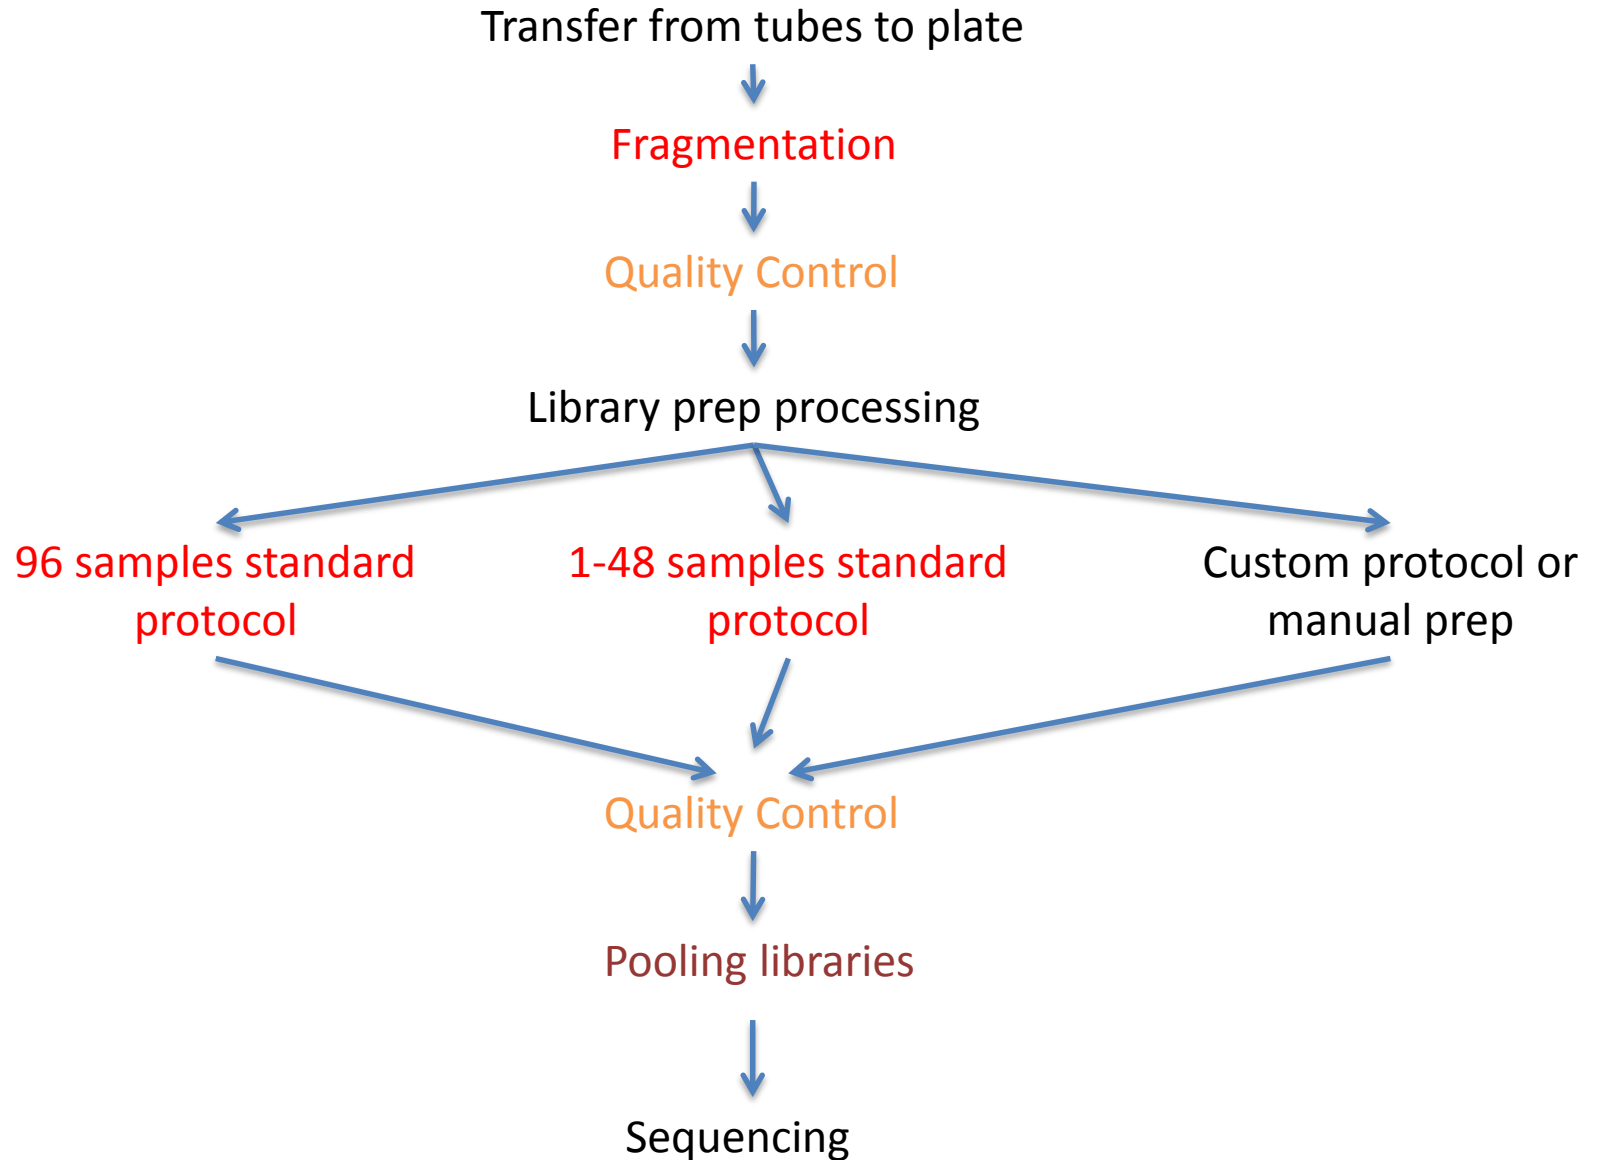 Transfer from tubes to plate
Fragmentation
Quality Control
Library prep processing
96 samples standard
protocol
1-48 samples standard
protocol
Custom protocol or
manual prep
Quality Control
Pooling libraries
Sequencing